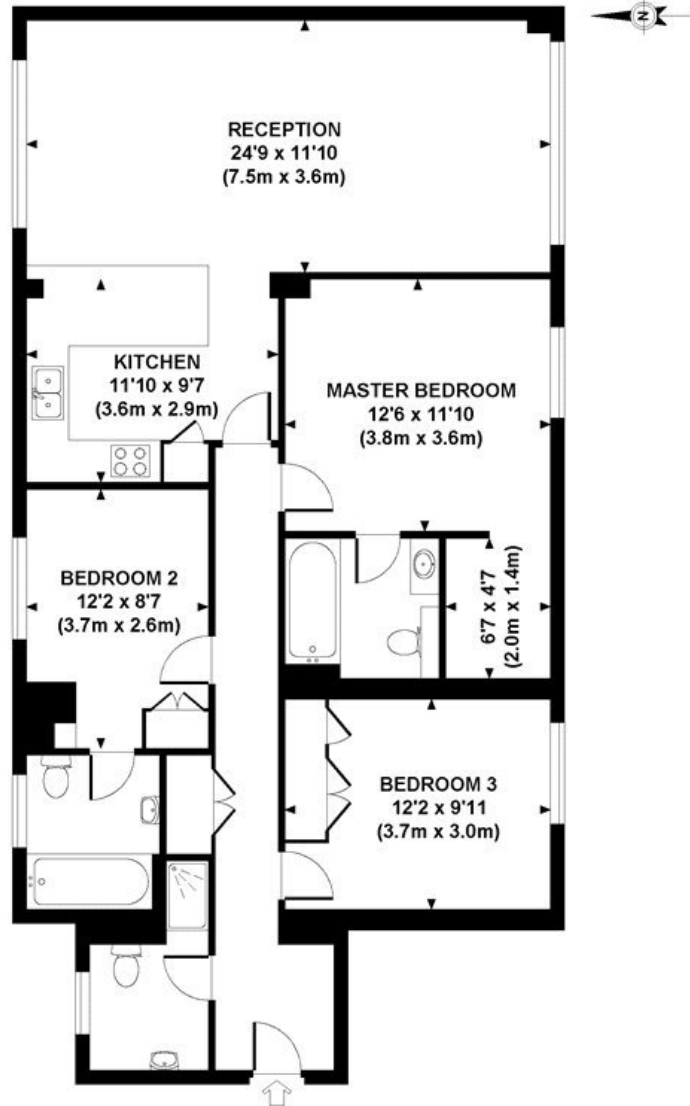 N
RECEPTION
24'9 x 11'10
(7.5m x 3.6m)
KITCHEN
11'10 x 9'7
(3.6m x 2.9m)
MASTER BEDROOM
12'6 x 11'10
(3.8m x 3.6m)
BEDROOM 2
12'2 x 8'7
(3.7m x 2.6m)
6'7 x 4'7
(2.0m x 1.4m)
BEDROOM 3
12'2 x 9'11
(3.7m x 3.0m)